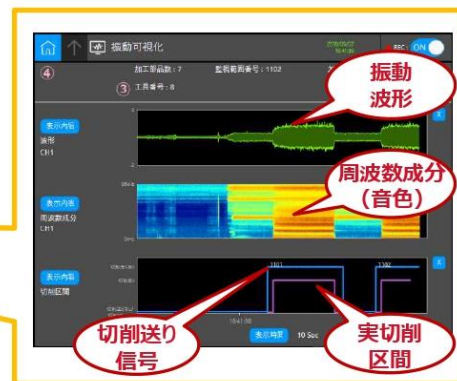 振動可視化
REC :
ON
④
加工部品数 : 7
監視範囲番号 : 1102
③ 工具番号 : 8
振動
波形
表示内容
波形
CH1
周波数成分
（音色）
表示内容
周波数成分
CH1
表示内容
切削区間
1101
1102
切削送り
信号
実切削
区間
表示時間
10 Sec